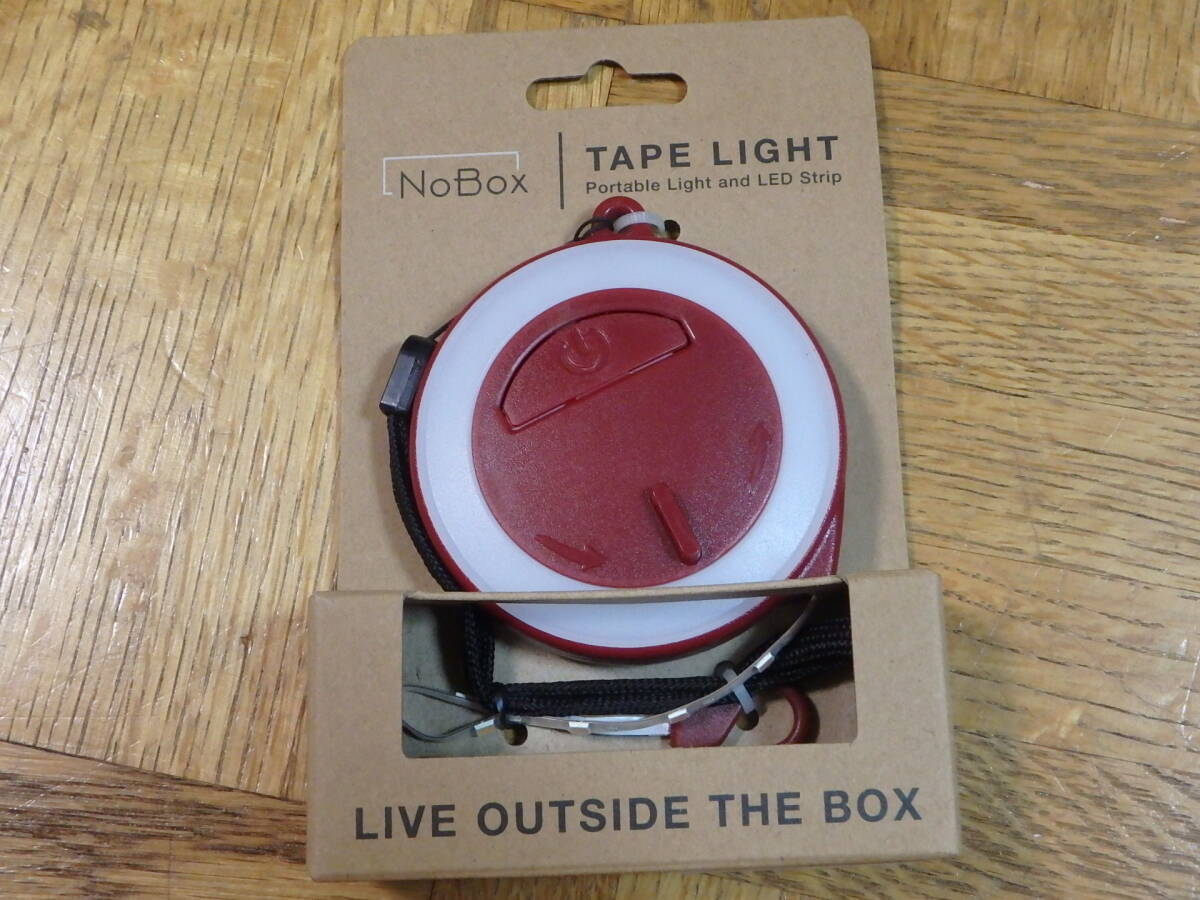 NoBox
TAPE LIGHT
Portable Light and LED Strip
LIVE OUTSIDE THE BOX